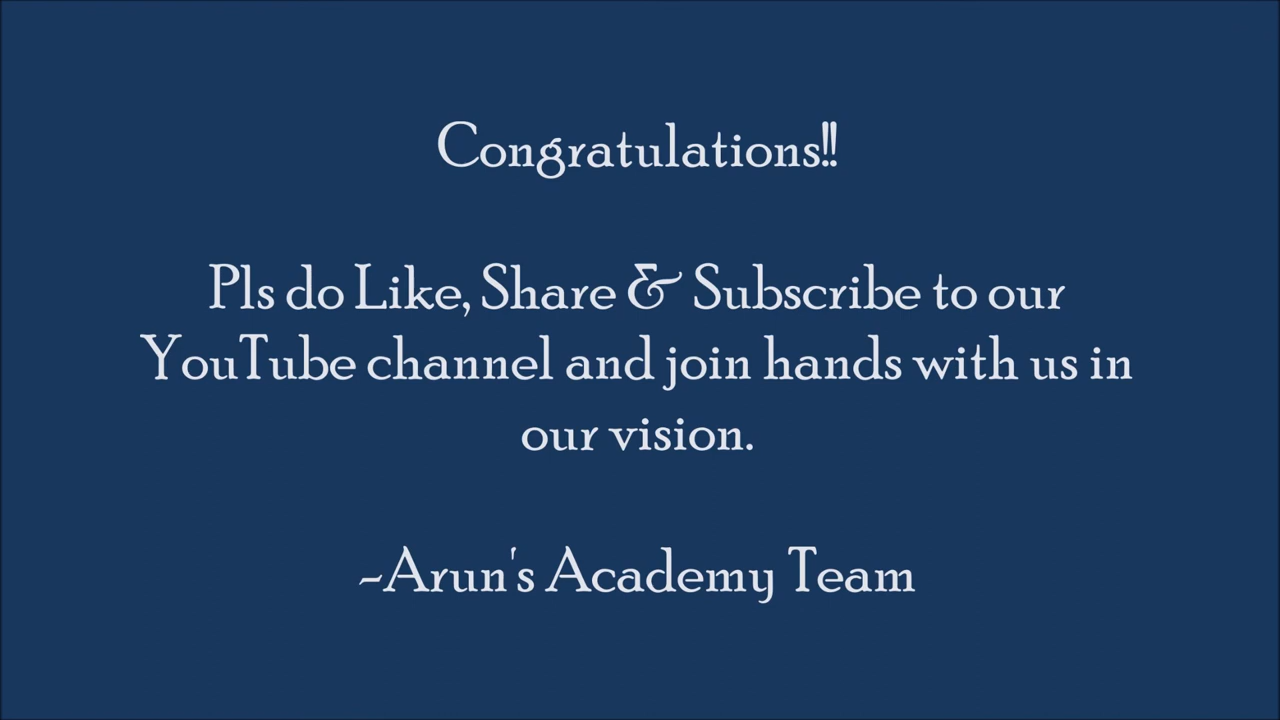 Congratulations!!
Pls do Like, Share & Subscribe to our
YouTube channel and join hands with us in
our vision.
-Arun's Academy Team